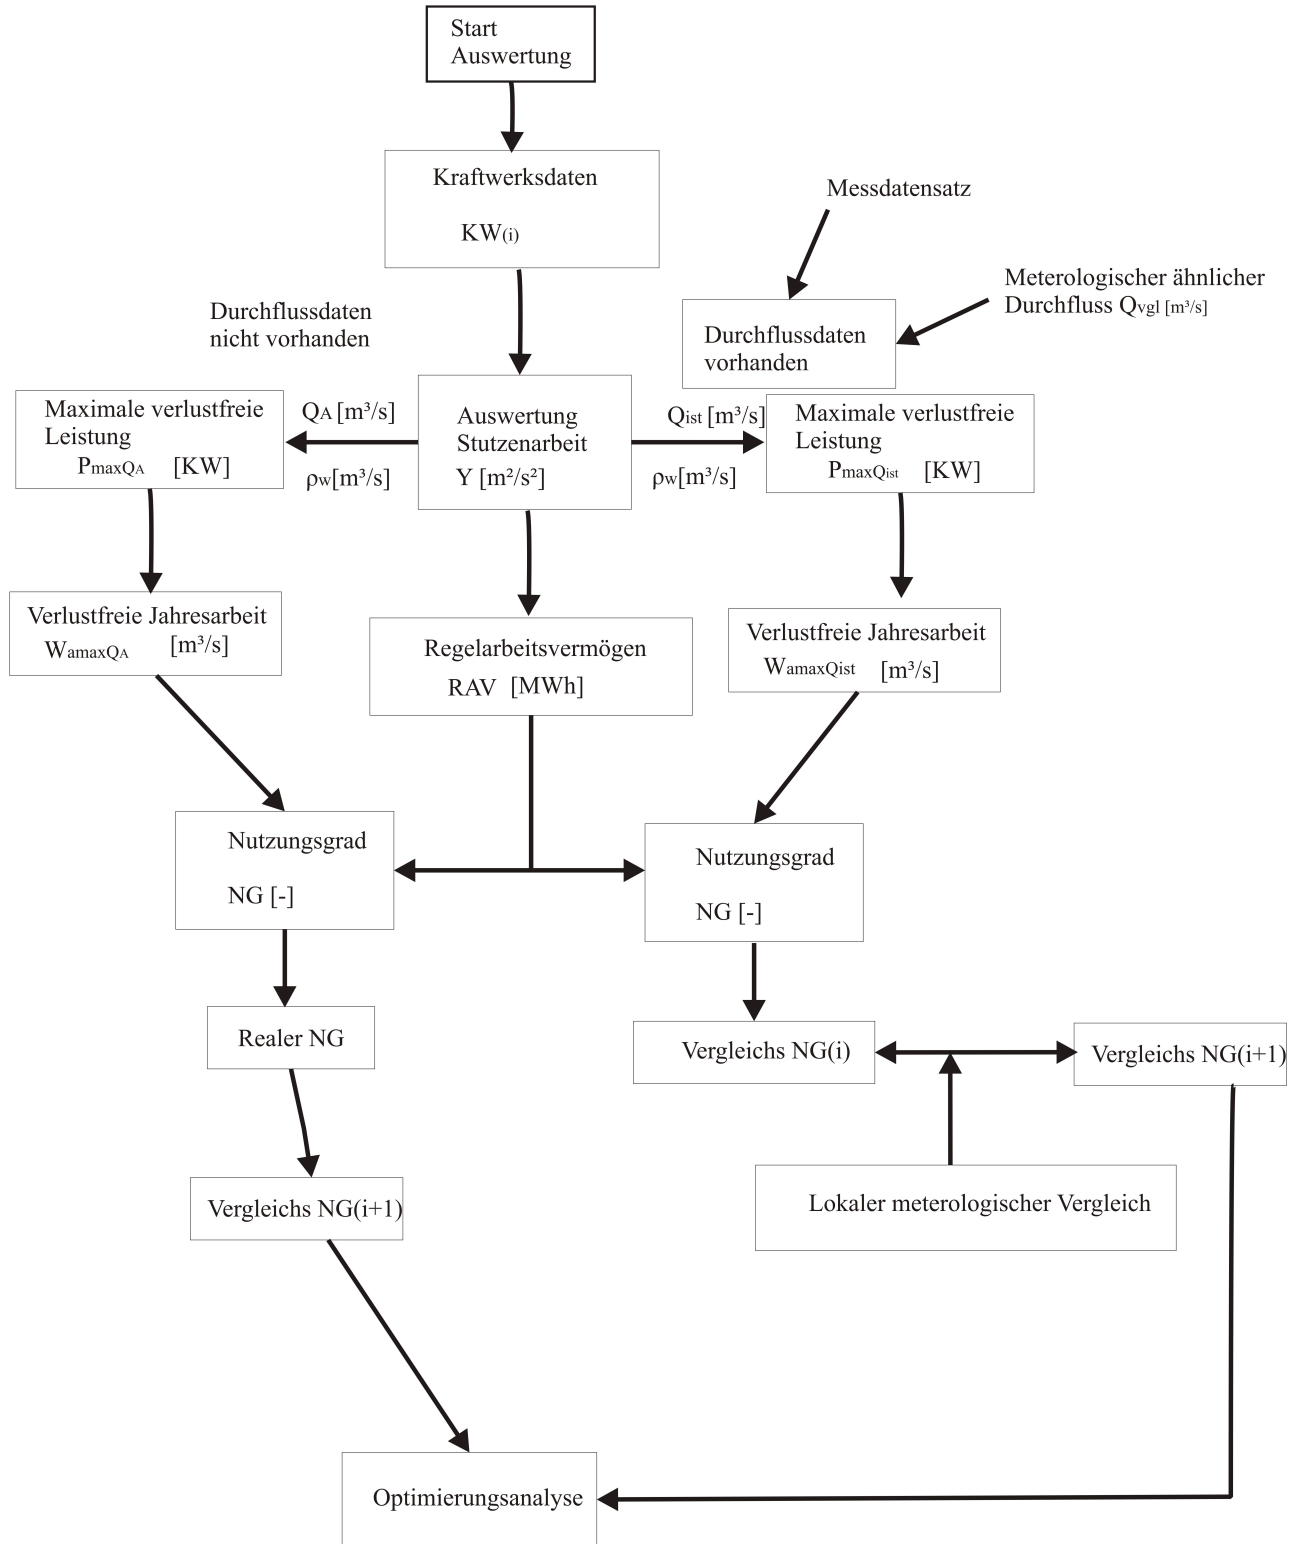 Start
Auswertung
Kraftwerksdaten
KW(i)
Messdatensatz
Meterologischer ähnlicher
Durchfluss Qvgl [m³/s]
Durchflussdaten
nicht vorhanden
Durchflussdaten
vorhanden
Maximale verlustfreie
Leistung
PmaxQA [KW]
QA [m³/s]
ρw[m³/s]
Auswertung
Stutzenarbeit
Y [m²/s²]
Qist [m³/s]
ρw[m³/s]
Maximale verlustfreie
Leistung
PmaxQist [KW]
Verlustfreie Jahresarbeit
WamaxQA [m³/s]
Regelarbeitsvermögen
RAV [MWh]
Verlustfreie Jahresarbeit
WamaxQist [m³/s]
Nutzungsgrad
NG [-]
Nutzungsgrad
NG [-]
Realer NG
Vergleichs NG(i)
Vergleichs NG(i+1)
Vergleichs NG(i+1)
Lokaler meterologischer Vergleich
Optimierungsanalyse